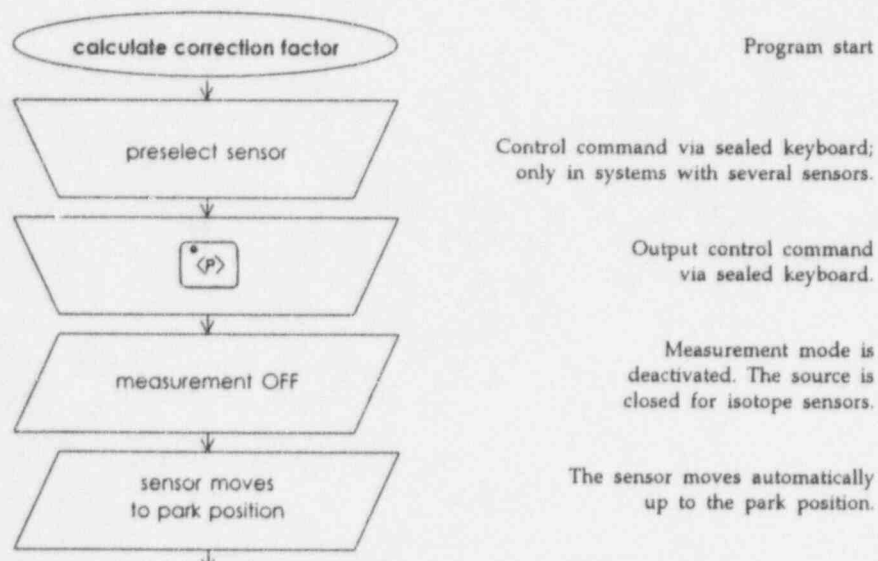 calculate correction factor
Program start
preselect sensor
Control command via sealed keyboard;
only in systems with several sensors.
<P>
Output control command
via sealed keyboard.
measurement OFF
Measurement mode is
deactivated. The source is
closed for isotope sensors.
sensor moves
to park position
The sensor moves automatically
up to the park position.